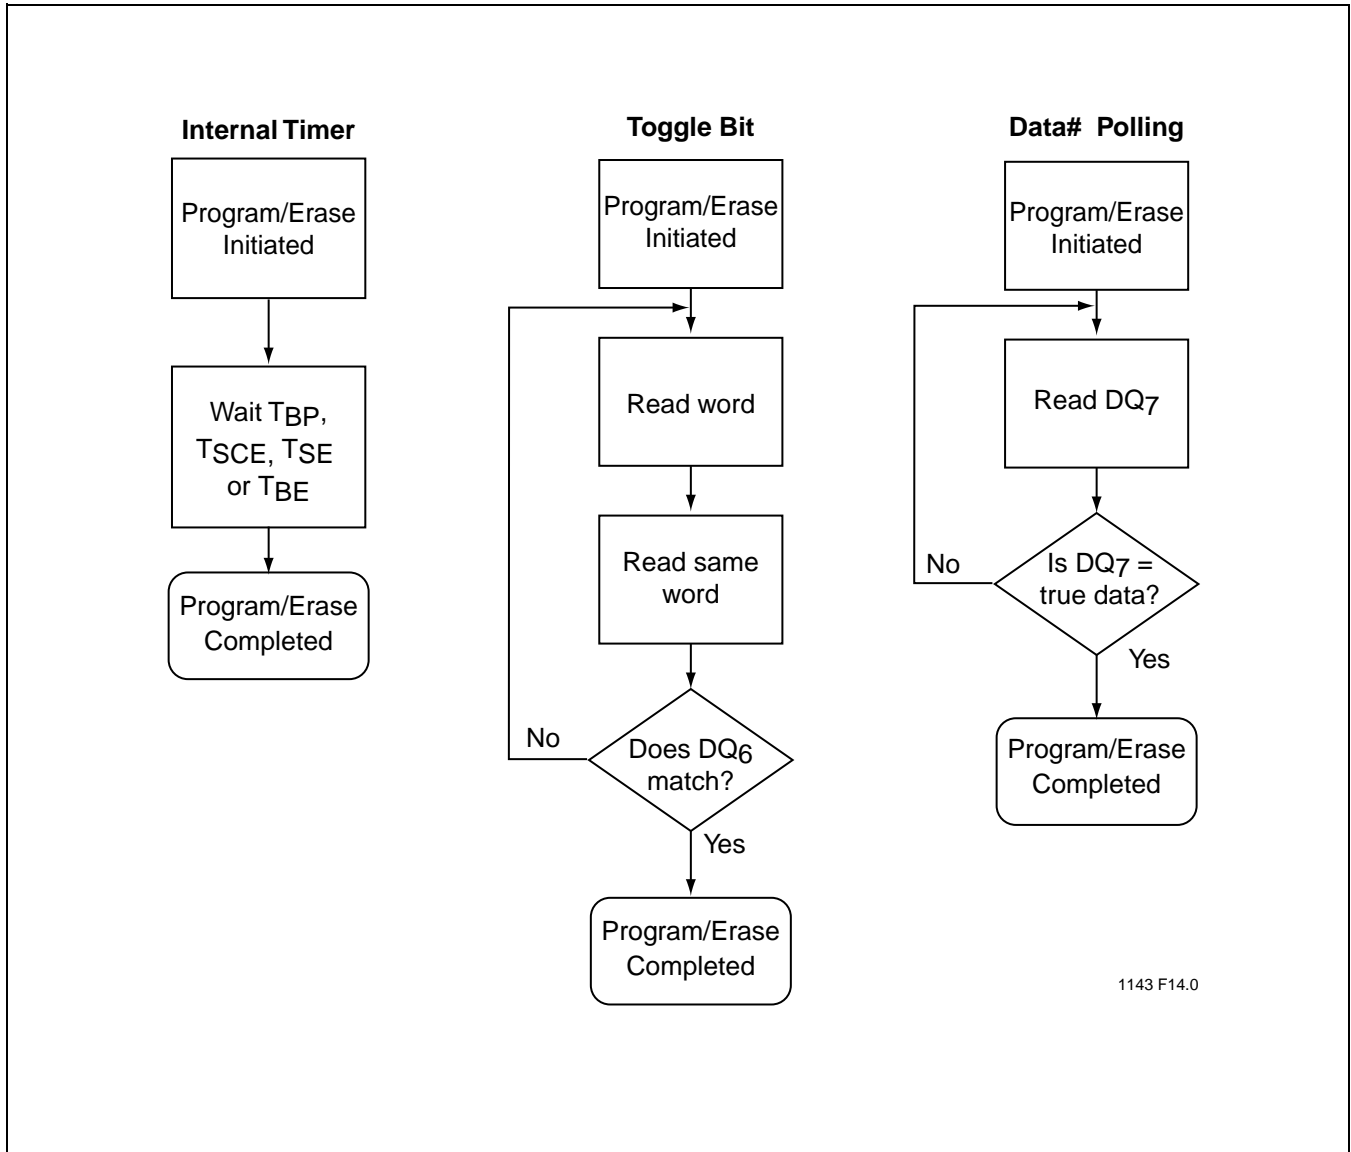 Internal Timer
Program/Erase
Initiated
Wait TBP,
TSCE, TSE
or TBE
Program/Erase
Completed
Toggle Bit
Program/Erase
Initiated
Read word
Read same
word
Does DQ6
match?
No
Yes
Program/Erase
Completed
Data# Polling
Program/Erase
Initiated
Read DQ7
Is DQ7 =
true data?
No
Yes
Program/Erase
Completed
1143 F14.0